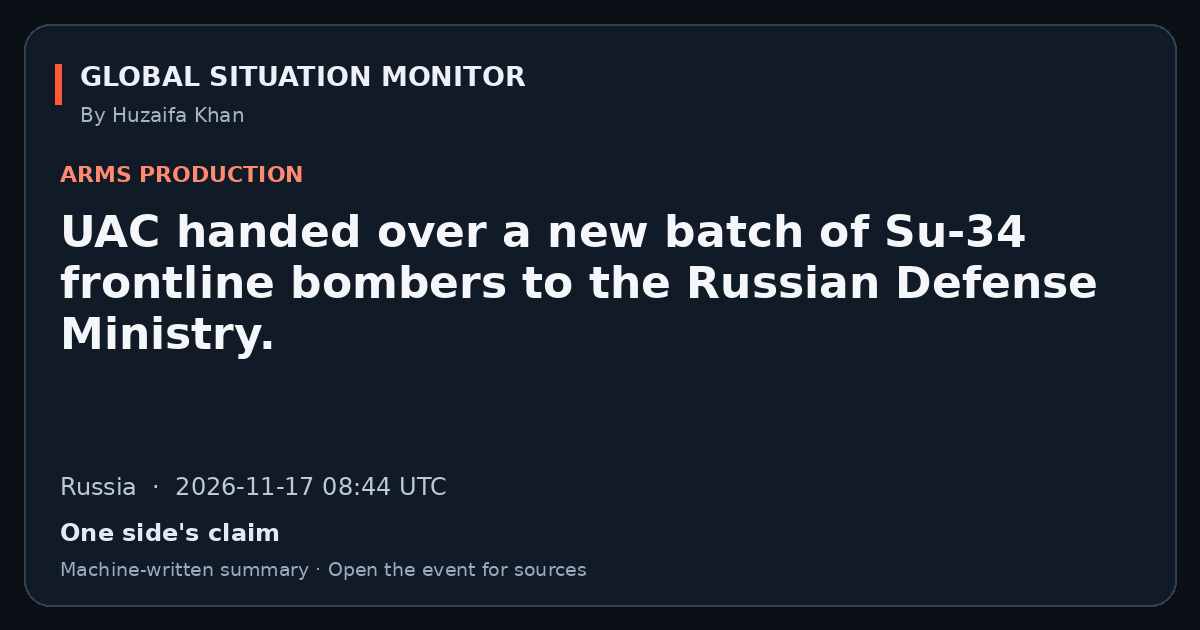 GLOBAL SITUATION MONITOR
By Huzaifa Khan
ARMS PRODUCTION
UAC handed over a new batch of Su-34
frontline bombers to the Russian Defense
Ministry.
Russia · 2026-11-17 08:44 UTC
One side's claim
Machine-written summary · Open the event for sources